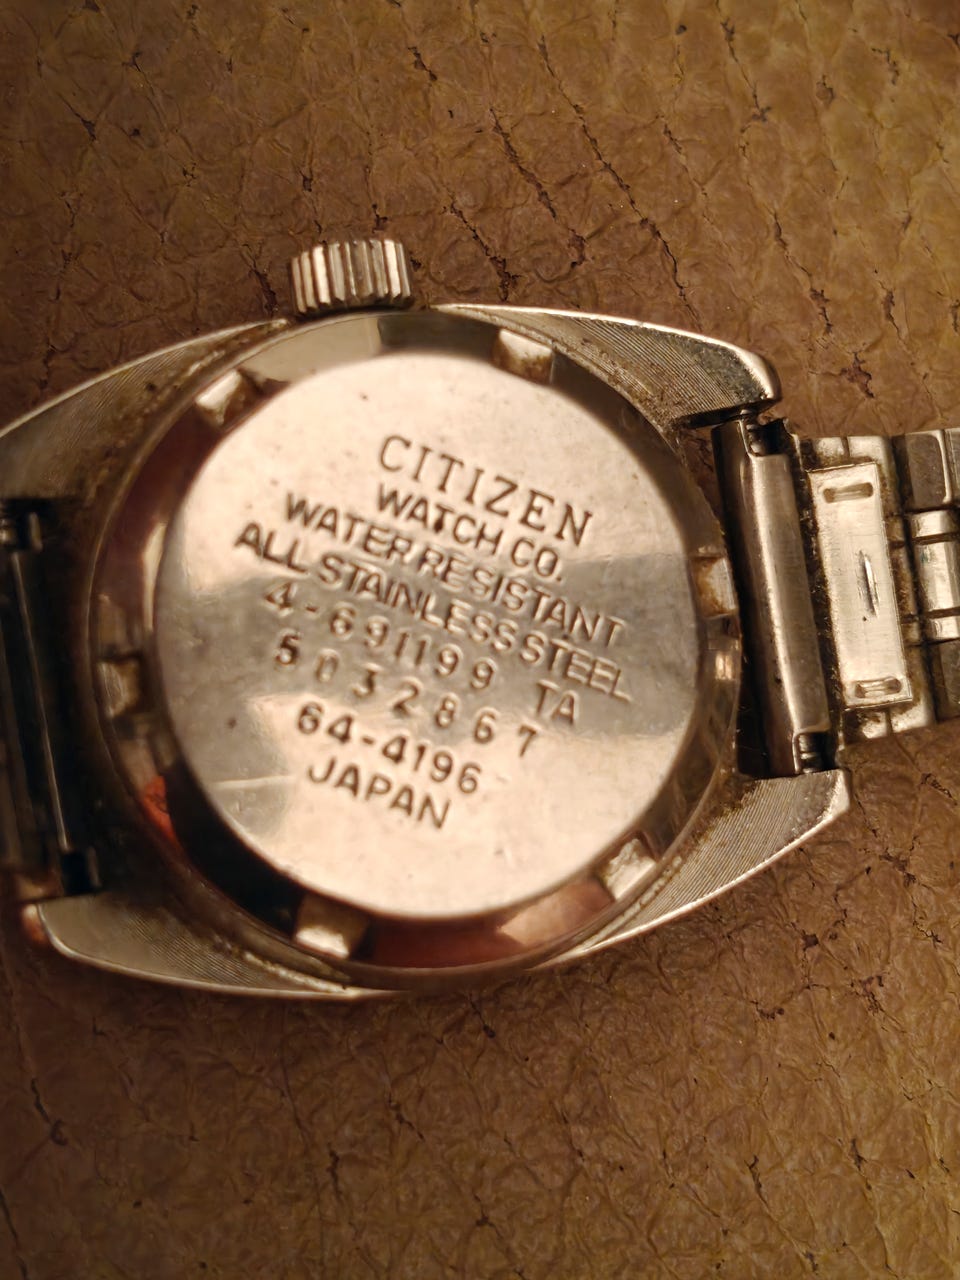 CITIZEN
WATCH CO.
WATER RESISTANT
ALL STAINLESS STEEL
4-691199 TA
5032867
64-4196
JAPAN